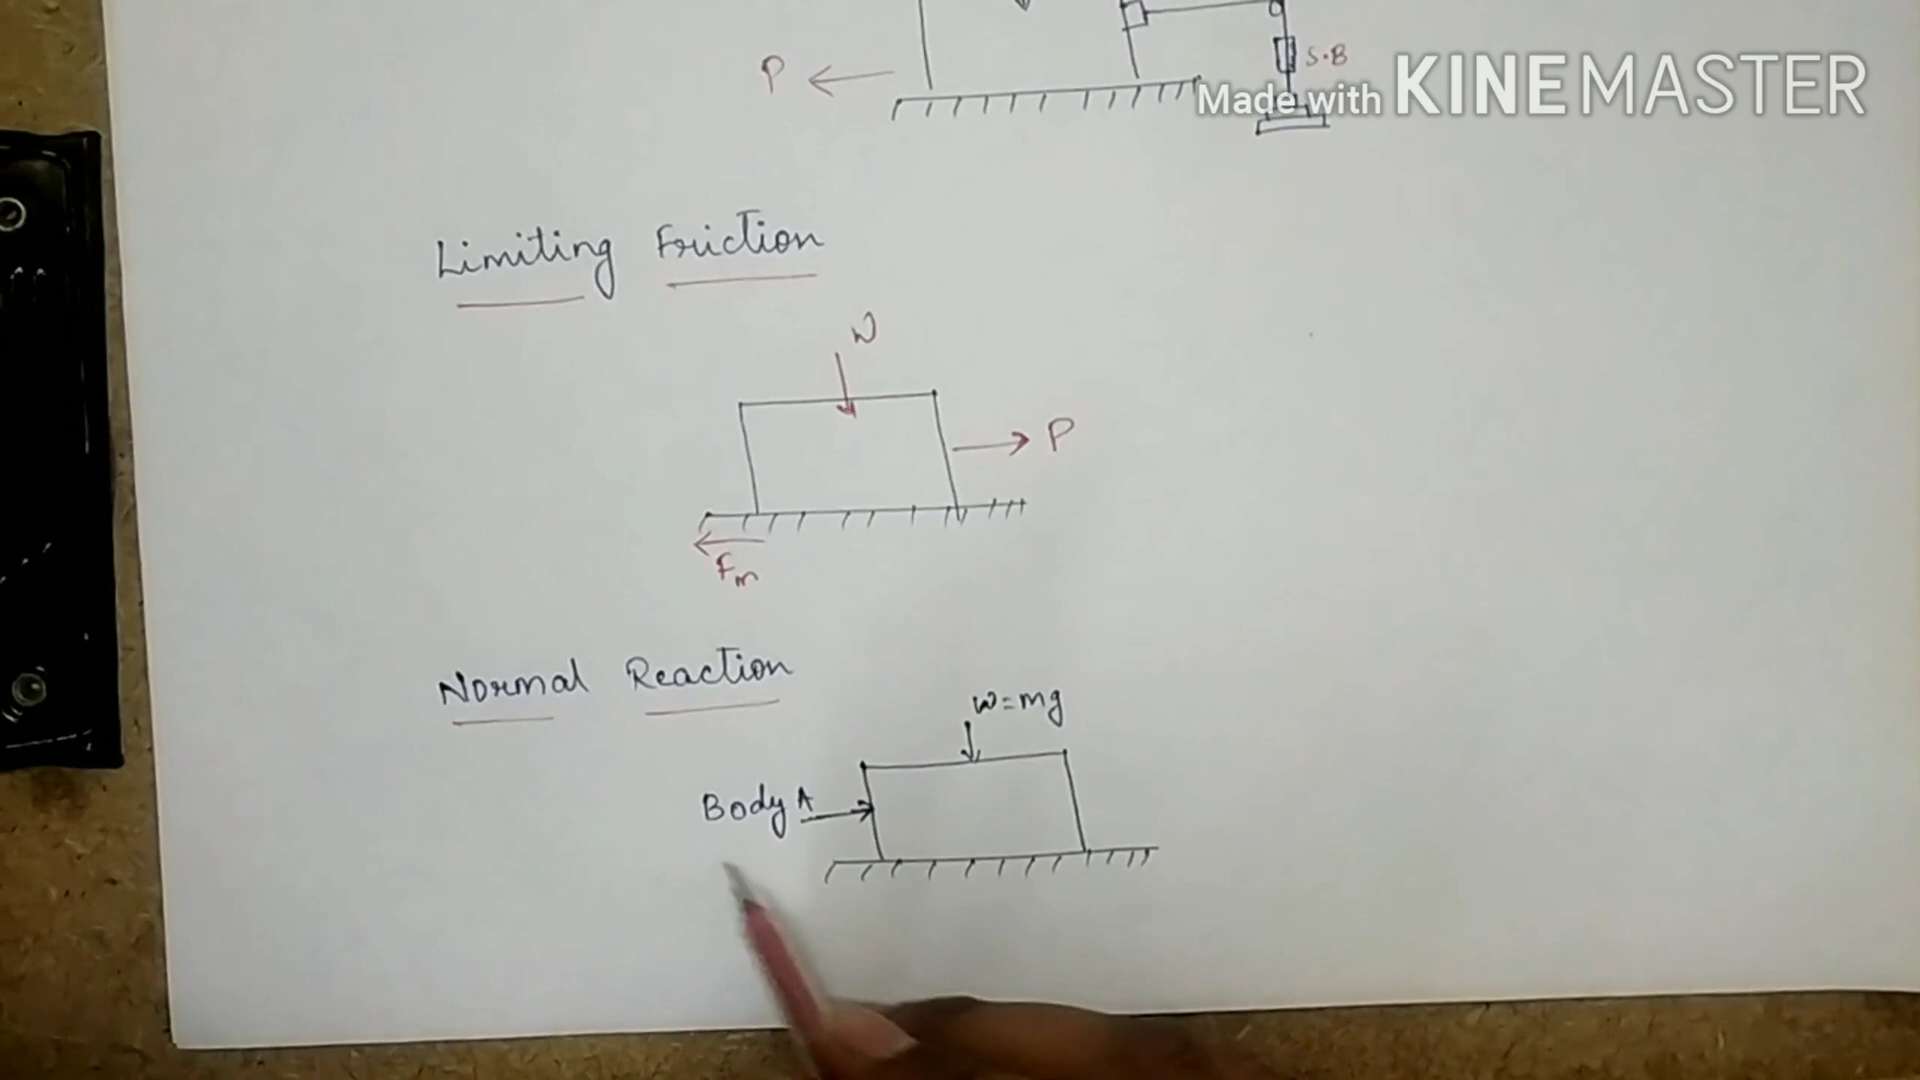 P
S.B
Made with KINEMASTER
Limiting Friction
W
P
Fm
Normal Reaction
W=mg
Body A